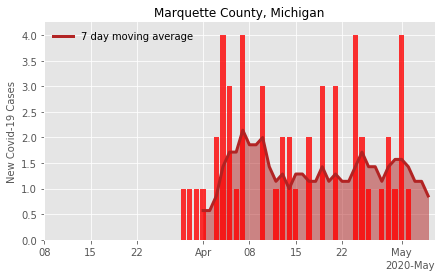 Marquette County, Michigan
7 day moving average
New Covid-19 Cases
4.0
3.5
3.0
2.5
2.0
1.5
1.0
0.5
0.0
08 15 22 Apr 08 15 22 May
2020-May